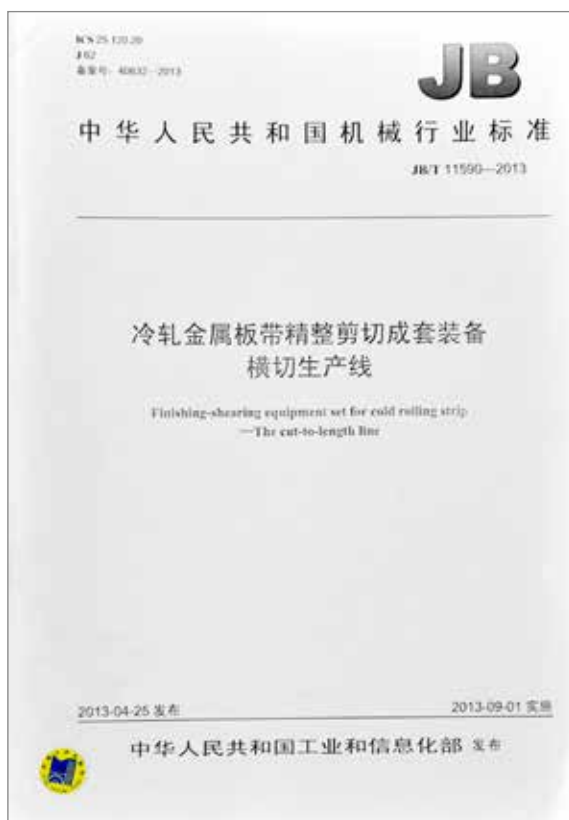 ICS 25.120.20
J 62
备案号：40632—2013
JB
中华人民共和国机械行业标准
JB/T 11590—2013
冷轧金属板带精整剪切成套装备
横切生产线
Finishing-shearing equipment set for cold rolling strip
—The cut-to-length line
2013-04-25 发布
2013-09-01 实施
中华人民共和国工业和信息化部 发布